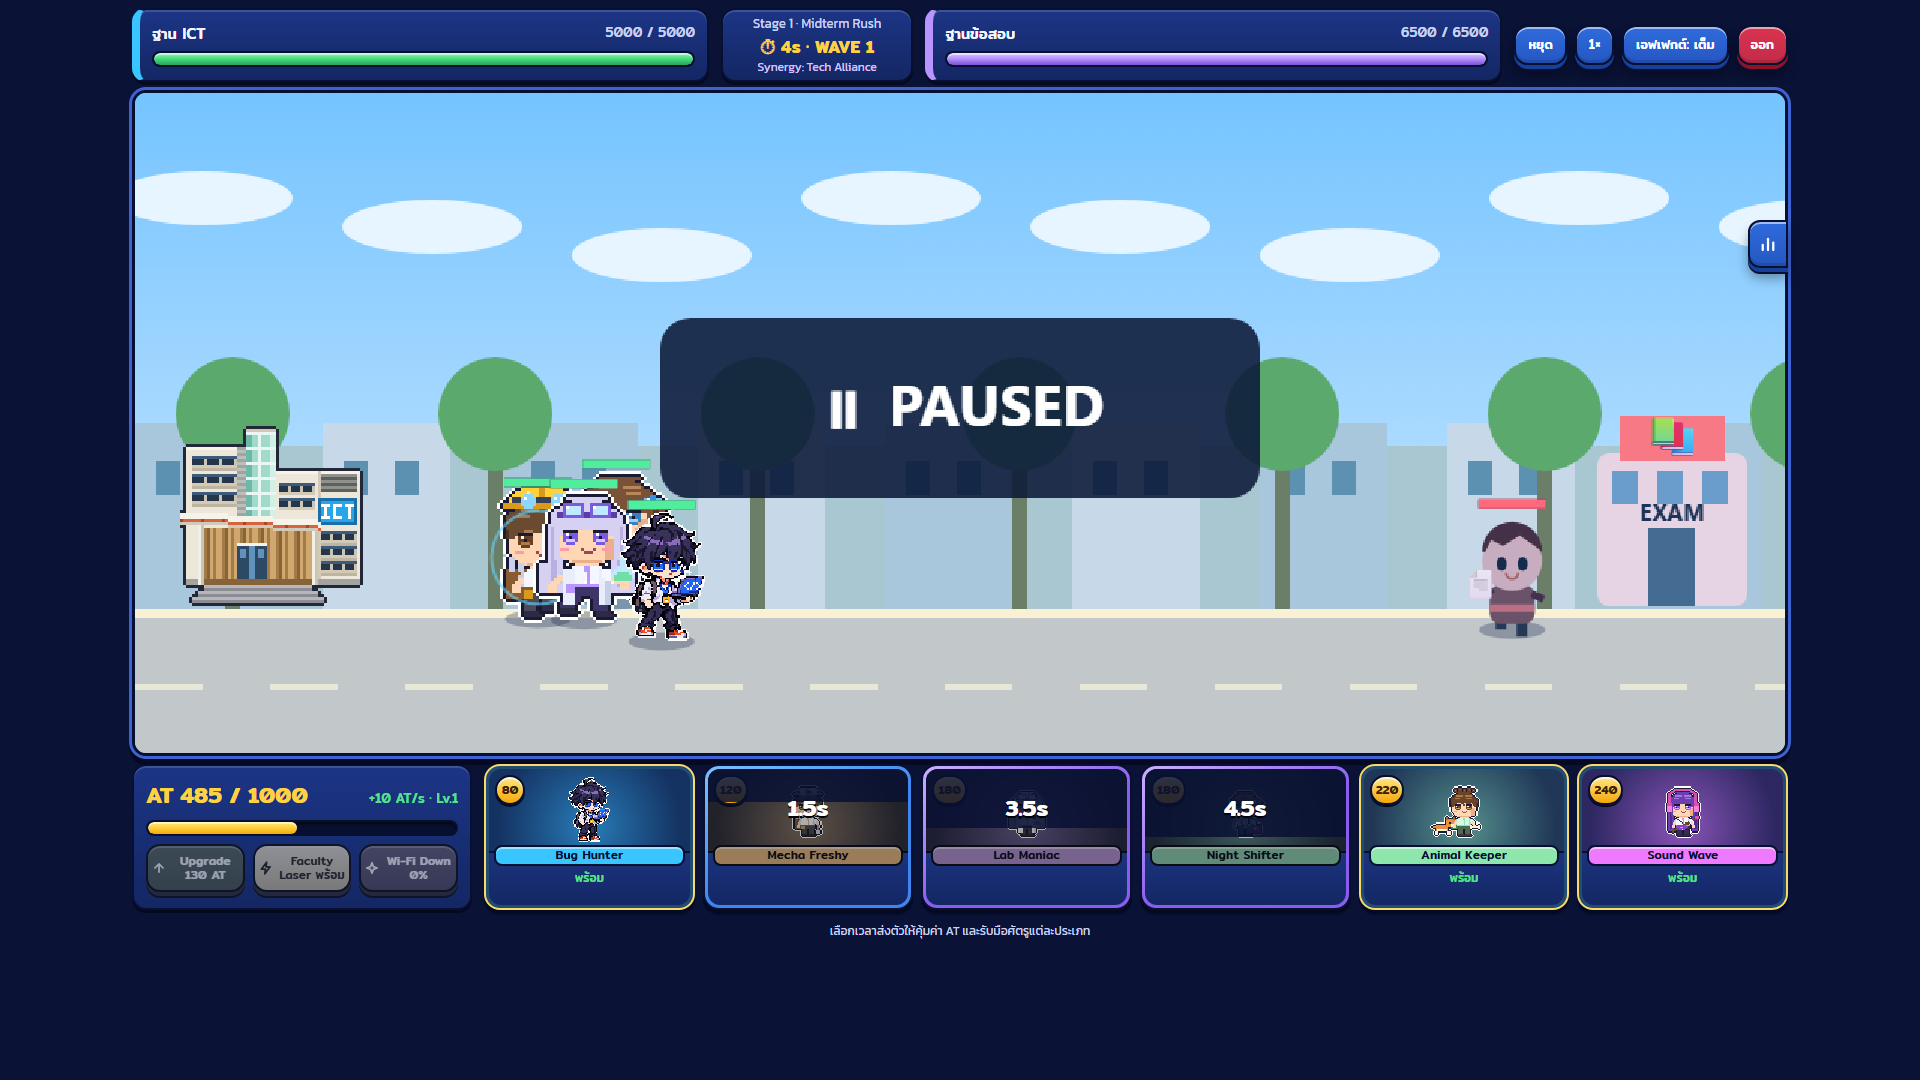 ฐาน ICT
5000 / 5000
Stage 1 · Midterm Rush
⏱ 4s · WAVE 1
Synergy: Tech Alliance
ฐานข้อสอบ
6500 / 6500
หยุด
1×
เอฟเฟกต์: เต็ม
ออก
PAUSED
ICT
EXAM
AT 485 / 1000
+10 AT/s · Lv.1
Upgrade
130 AT
Faculty
Laser พร้อม
Wi-Fi Down
0%
80
Bug Hunter
พร้อม
120
1.5s
Mecha Freshy
180
3.5s
Lab Maniac
180
4.5s
Night Shifter
220
Animal Keeper
พร้อม
240
Sound Wave
พร้อม
เลือกเวลาส่งตัวให้คุ้มค่า AT และรับมือศัตรูแต่ละประเภท